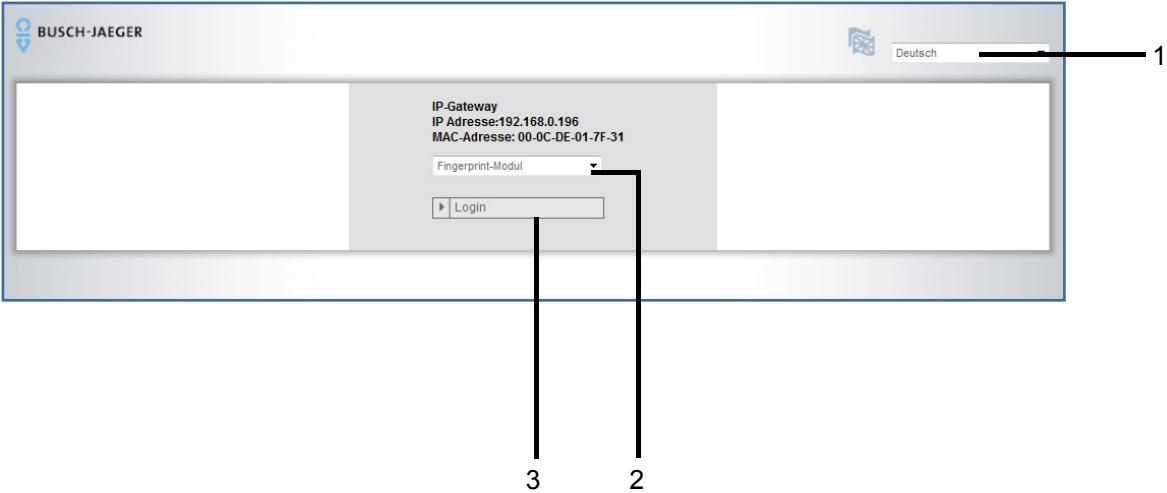 BUSCH-JAEGER
Deutsch
1
IP-Gateway
IP Adresse:192.168.0.196
MAC-Adresse: 00-0C-DE-01-7F-31
Fingerprint-Modul
Login
3
2